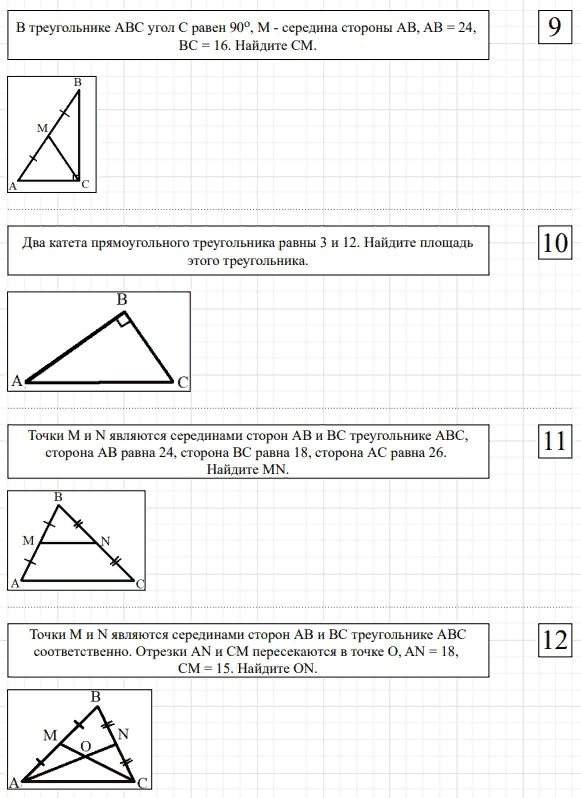 В треугольнике ABC угол C равен 90°, M - середина стороны AB, AB = 24,
BC = 16. Найдите CM.
9
B
M
A
C
Два катета прямоугольного треугольника равны 3 и 12. Найдите площадь
этого треугольника.
10
B
A
C
Точки M и N являются серединами сторон AB и BC треугольнике ABC,
сторона AB равна 24, сторона BC равна 18, сторона AC равна 26.
Найдите MN.
11
B
M
N
A
C
Точки M и N являются серединами сторон AB и BC треугольнике ABC
соответственно. Отрезки AN и CM пересекаются в точке O, AN = 18,
CM = 15. Найдите ON.
12
B
M
N
O
A
C